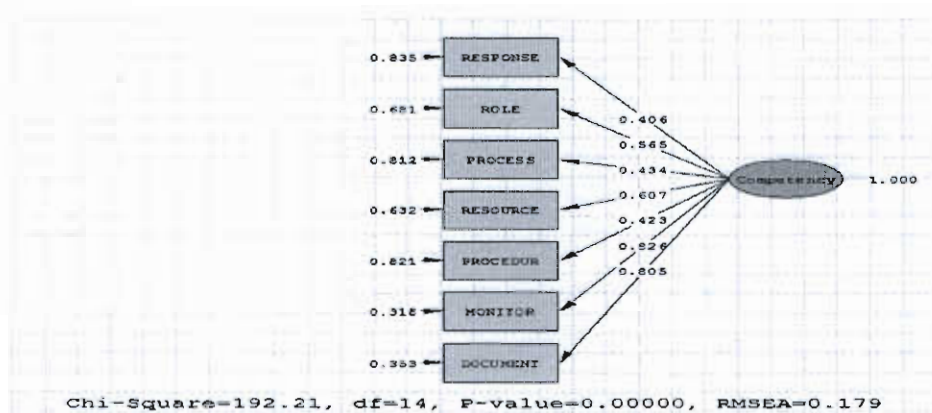 0.835
RESPONSE
0.681
ROLE
0.406
0.565
0.812
PROCESS
0.434
Competency
1.000
0.607
0.632
RESOURCE
0.423
0.821
PROCEDUR
0.826
0.805
0.318
MONITOR
0.353
DOCUMENT
Chi-Square=192.21, df=14, P-value=0.00000, RMSEA=0.179